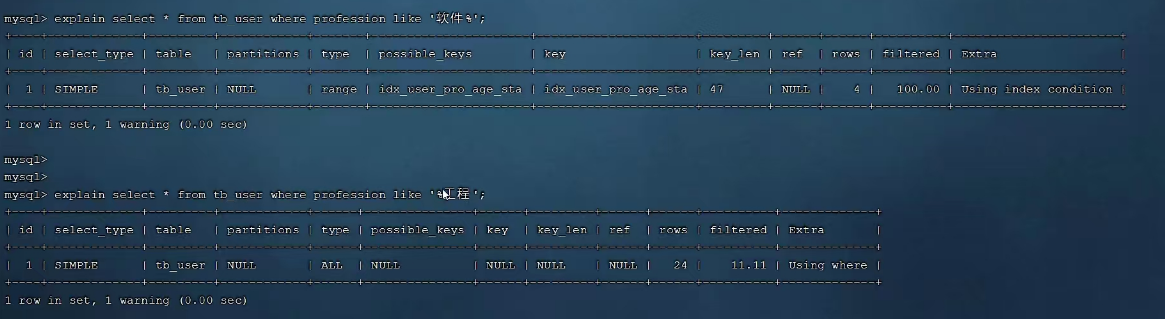 mysql> explain select * from tb_user where profession like '软件%';
+----+-------------+---------+------------+-------+----------------------+----------------------+---------+------+------+----------+-----------------------+
| id | select_type | table | partitions | type | possible_keys | key | key_len | ref | rows | filtered | Extra |
+----+-------------+---------+------------+-------+----------------------+----------------------+---------+------+------+----------+-----------------------+
| 1 | SIMPLE | tb_user | NULL | range | idx_user_pro_age_sta | idx_user_pro_age_sta | 47 | NULL | 4 | 100.00 | Using index condition |
+----+-------------+---------+------------+-------+----------------------+----------------------+---------+------+------+----------+-----------------------+
1 row in set, 1 warning (0.00 sec)
mysql>
mysql>
mysql> explain select * from tb_user where profession like '%工程';
+----+-------------+---------+------------+------+---------------+------+---------+------+------+----------+-------------+
| id | select_type | table | partitions | type | possible_keys | key | key_len | ref | rows | filtered | Extra |
+----+-------------+---------+------------+------+---------------+------+---------+------+------+----------+-------------+
| 1 | SIMPLE | tb_user | NULL | ALL | NULL | NULL | NULL | NULL | 24 | 11.11 | Using where |
+----+-------------+---------+------------+------+---------------+------+---------+------+------+----------+-------------+
1 row in set, 1 warning (0.00 sec)